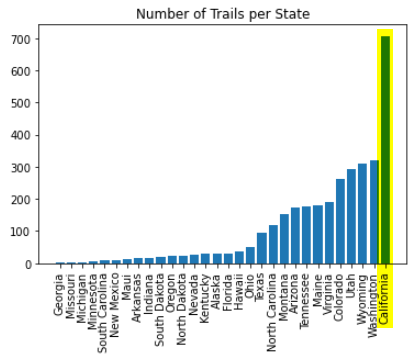 Number of Trails per State
700
600
500
400
300
200
100
0
Georgia
Missouri
Michigan
Minnesota
South Carolina
New Mexico
Maui
Arkansas
Indiana
South Dakota
Oregon
North Dakota
Nevada
Kentucky
Alaska
Florida
Hawaii
Ohio
Texas
North Carolina
Montana
Arizona
Tennessee
Maine
Virginia
Colorado
Utah
Wyoming
Washington
California